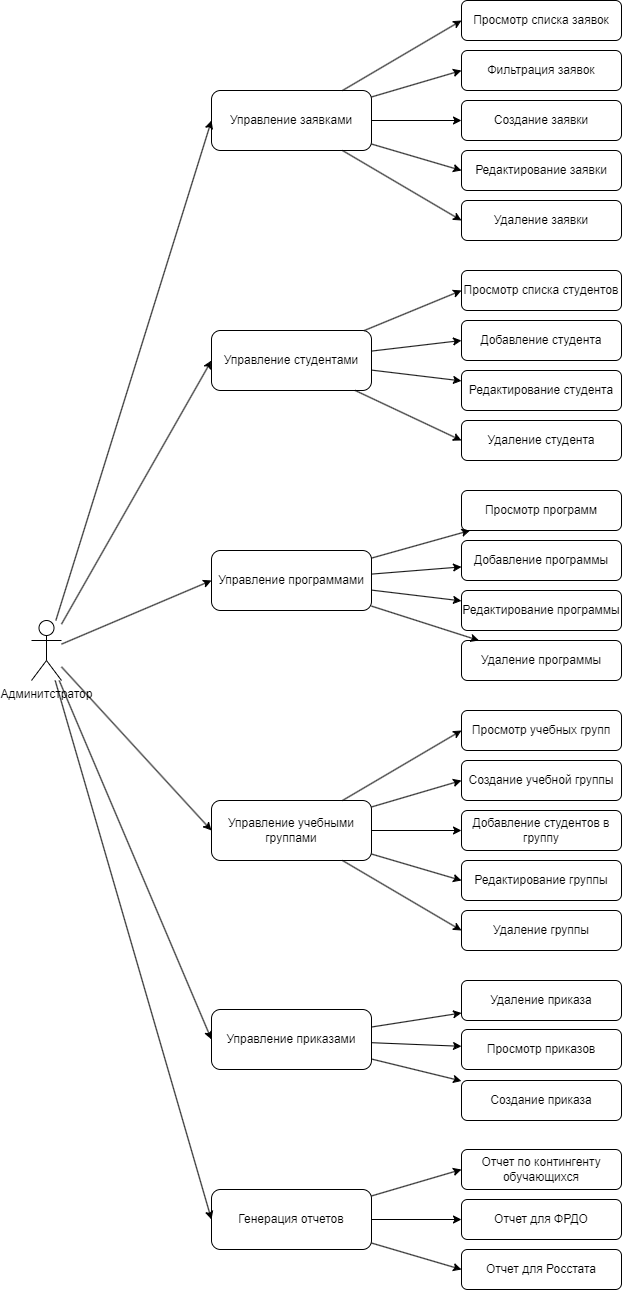 Просмотр списка заявок
Фильтрация заявок
Управление заявками
Создание заявки
Редактирование заявки
Удаление заявки
Просмотр списка студентов
Добавление студента
Управление студентами
Редактирование студента
Удаление студента
Просмотр программ
Добавление программы
Управление программами
Редактирование программы
Удаление программы
Админитстратор
Просмотр учебных групп
Создание учебной группы
Управление учебными
группами
Добавление студентов в
группу
Редактирование группы
Удаление группы
Удаление приказа
Управление приказами
Просмотр приказов
Создание приказа
Отчет по контингенту
обучающихся
Генерация отчетов
Отчет для ФРДО
Отчет для Росстата